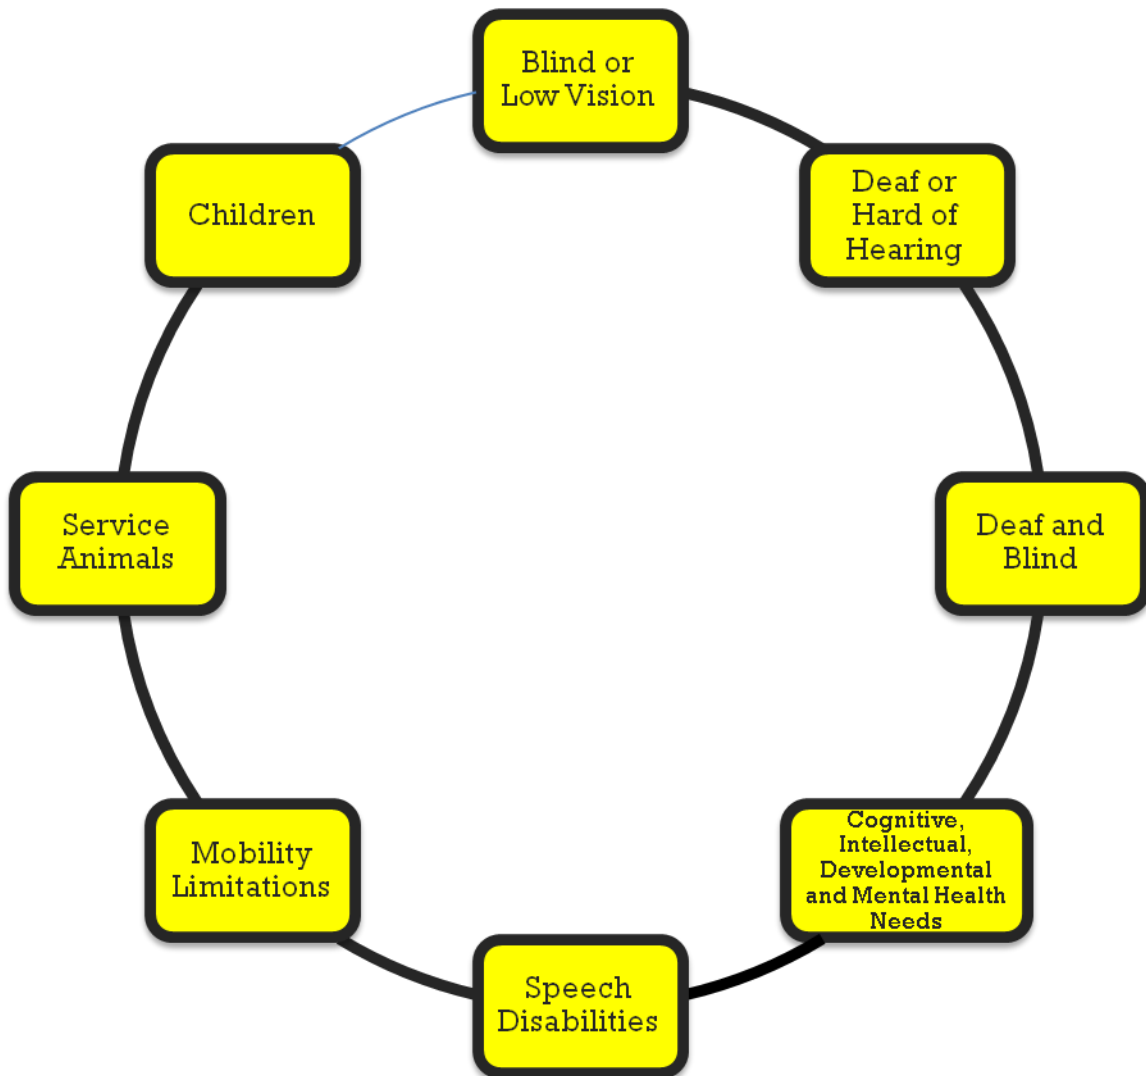 Blind or
Low Vision
Deaf or
Hard of
Hearing
Deaf and
Blind
Cognitive,
Intellectual,
Developmental
and Mental Health
Needs
Speech
Disabilities
Mobility
Limitations
Service
Animals
Children